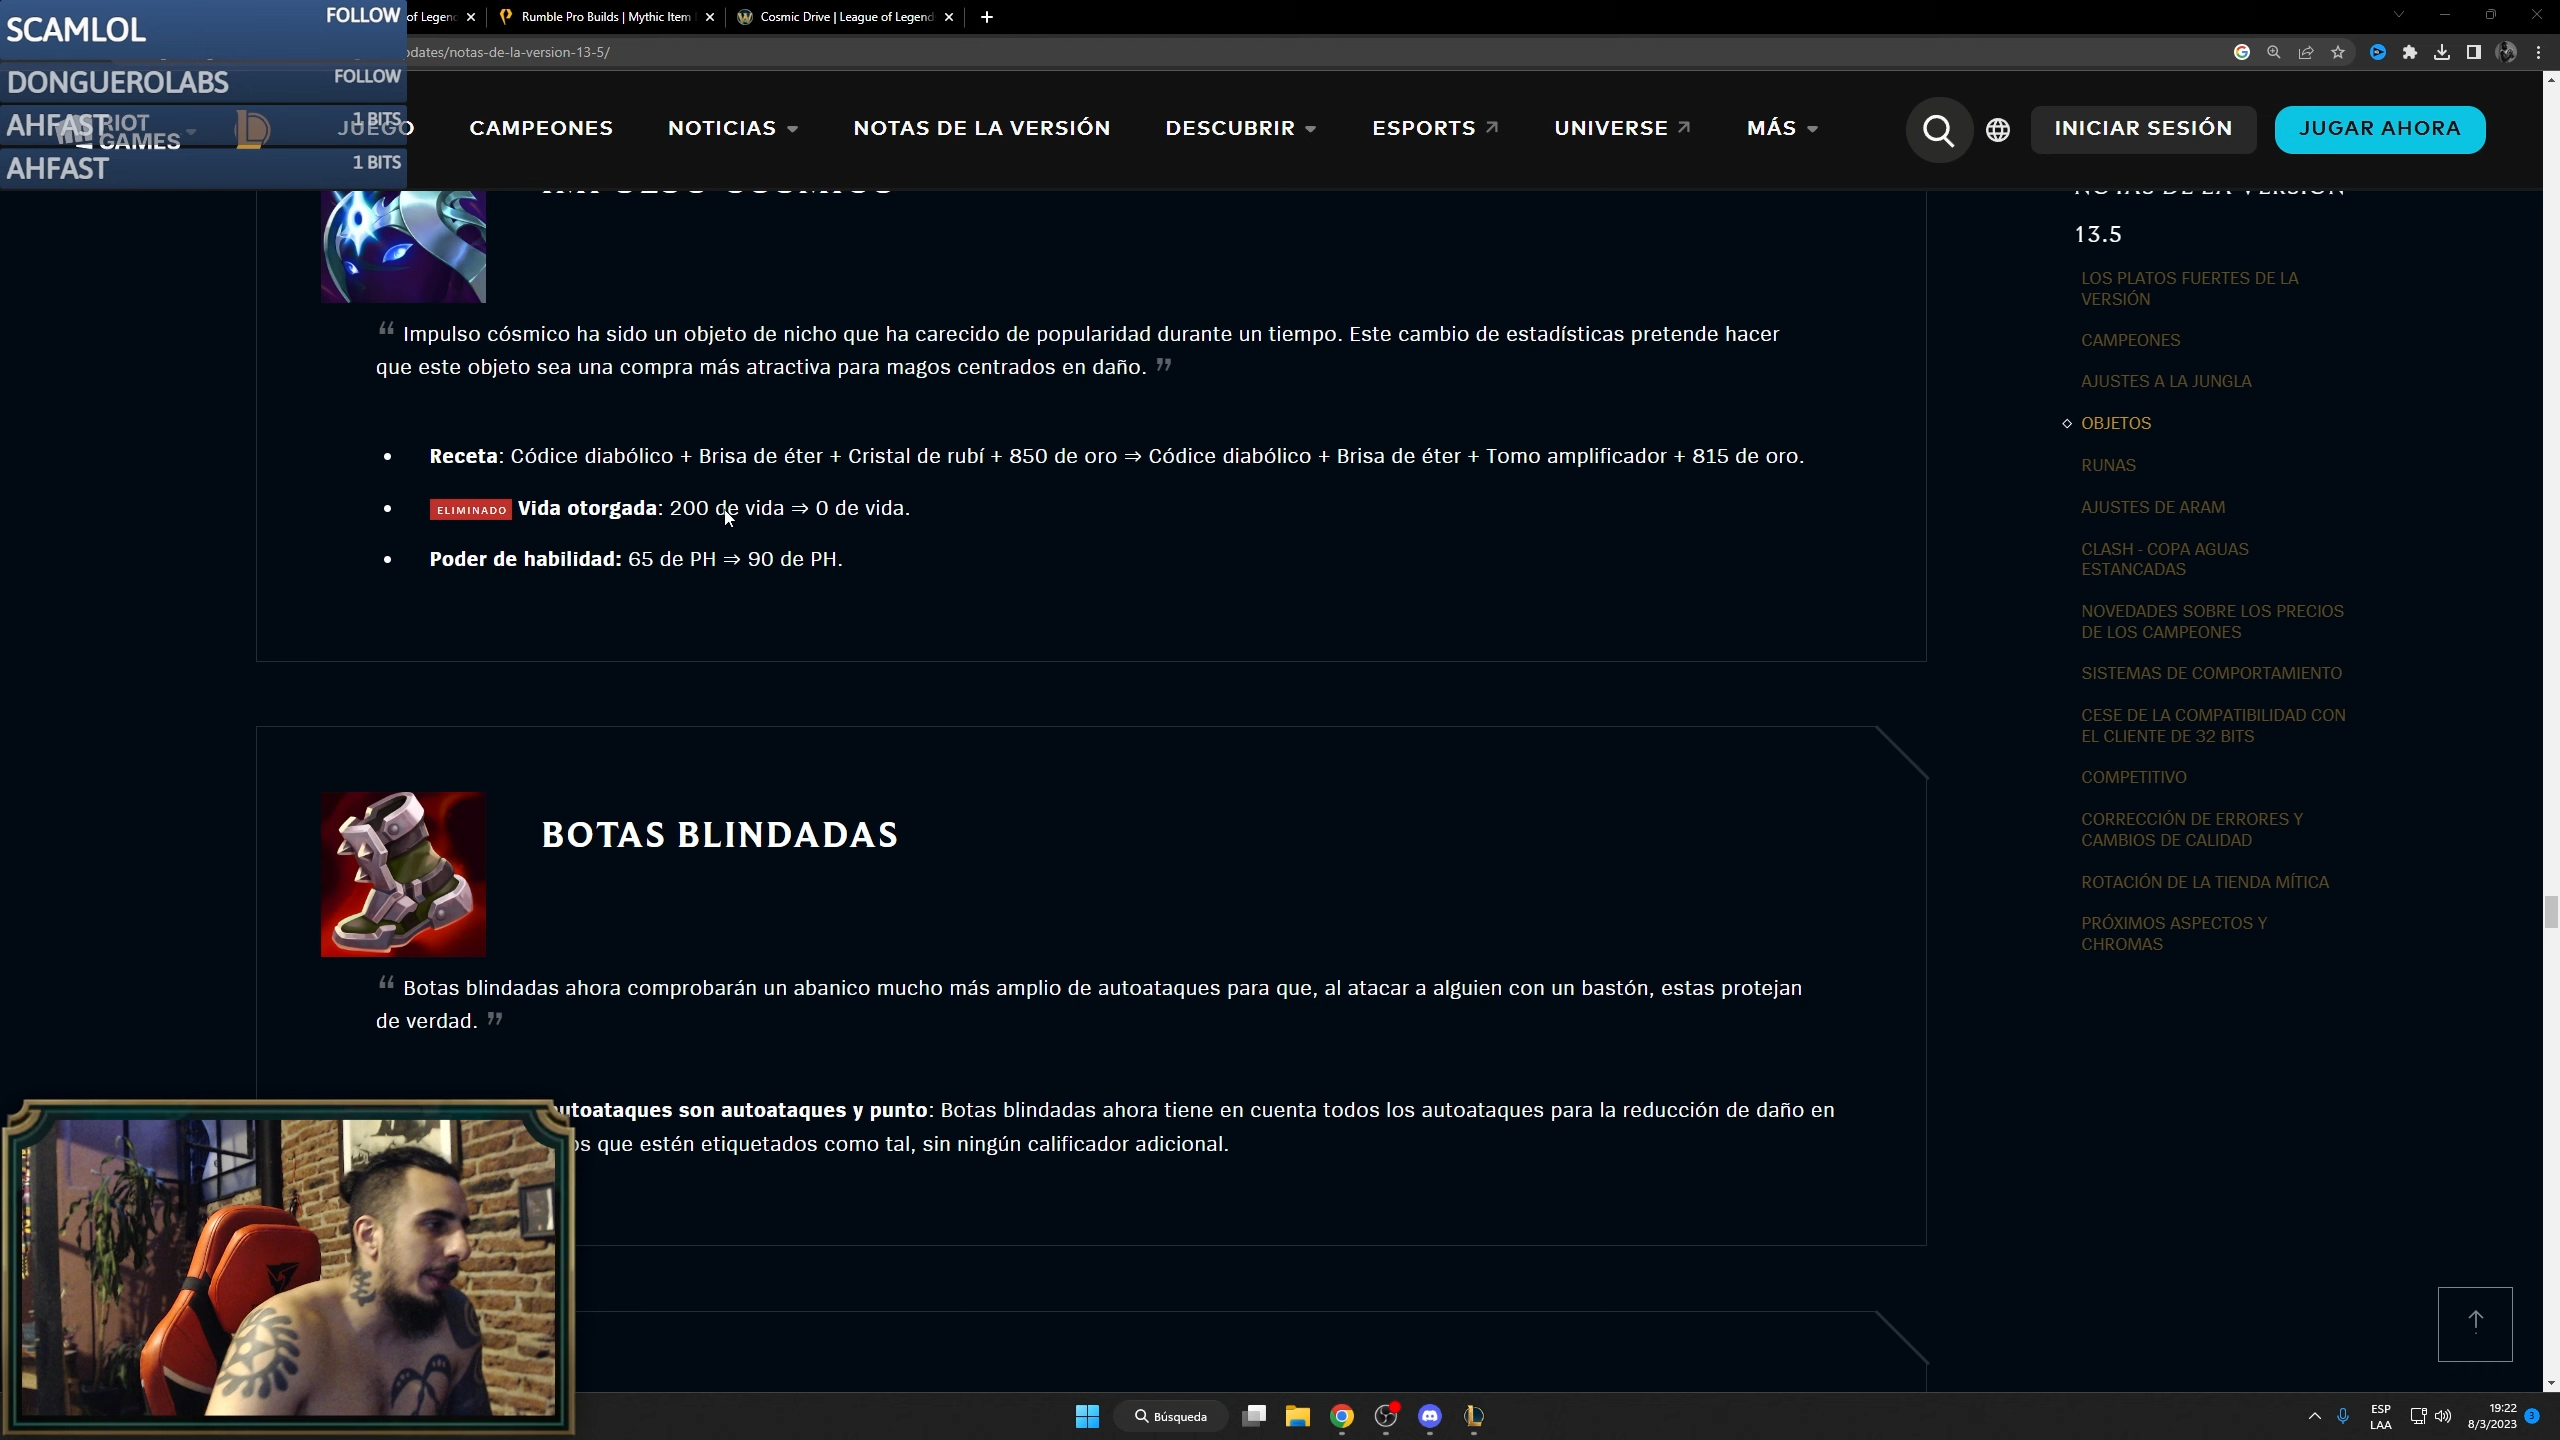 SCAMLOL FOLLOW
DONGUEROLABS FOLLOW
AHFAST 1 BITS
AHFAST 1 BITS
of Legenc
Rumble Pro Builds | Mythic Item
Cosmic Drive | League of Legend
dates/notas-de-la-version-13-5/
RIOT GAMES
JUEGO
CAMPEONES
NOTICIAS
NOTAS DE LA VERSIÓN
DESCUBRIR
ESPORTS
UNIVERSE
MÁS
INICIAR SESIÓN
JUGAR AHORA
IMPULSO CÓSMICO
“ Impulso cósmico ha sido un objeto de nicho que ha carecido de popularidad durante un tiempo. Este cambio de estadísticas pretende hacer
que este objeto sea una compra más atractiva para magos centrados en daño. ”
• Receta: Códice diabólico + Brisa de éter + Cristal de rubí + 850 de oro ⇒ Códice diabólico + Brisa de éter + Tomo amplificador + 815 de oro.
• ELIMINADO Vida otorgada: 200 de vida ⇒ 0 de vida.
• Poder de habilidad: 65 de PH ⇒ 90 de PH.
BOTAS BLINDADAS
“ Botas blindadas ahora comprobarán un abanico mucho más amplio de autoataques para que, al atacar a alguien con un bastón, estas protejan
de verdad. ”
utoataques son autoataques y punto: Botas blindadas ahora tiene en cuenta todos los autoataques para la reducción de daño en
os que estén etiquetados como tal, sin ningún calificador adicional.
NOTAS DE LA VERSIÓN
13.5
LOS PLATOS FUERTES DE LA
VERSIÓN
CAMPEONES
AJUSTES A LA JUNGLA
OBJETOS
RUNAS
AJUSTES DE ARAM
CLASH - COPA AGUAS
ESTANCADAS
NOVEDADES SOBRE LOS PRECIOS
DE LOS CAMPEONES
SISTEMAS DE COMPORTAMIENTO
CESE DE LA COMPATIBILIDAD CON
EL CLIENTE DE 32 BITS
COMPETITIVO
CORRECCIÓN DE ERRORES Y
CAMBIOS DE CALIDAD
ROTACIÓN DE LA TIENDA MÍTICA
PRÓXIMOS ASPECTOS Y
CHROMAS
Búsqueda
ESP
LAA
19:22
8/3/2023
3